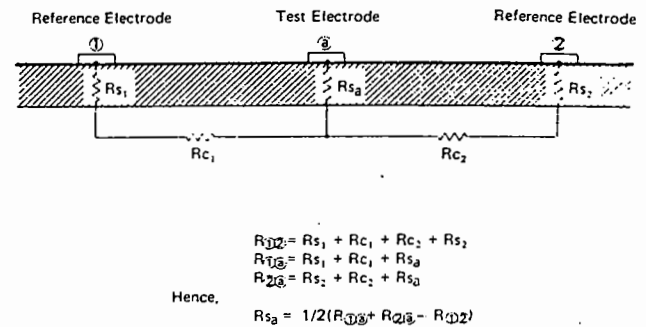 Reference Electrode Test Electrode Reference Electrode
① ⓐ 2
Rs₁ Rsa Rs₂
Rc₁ Rc₂
R①② = Rs₁ + Rc₁ + Rc₂ + Rs₂
R①ⓐ = Rs₁ + Rc₁ + Rsa
R②ⓐ = Rs₂ + Rc₂ + Rsa
Hence,
Rsa = 1/2(R①ⓐ + R②ⓐ − R①②)